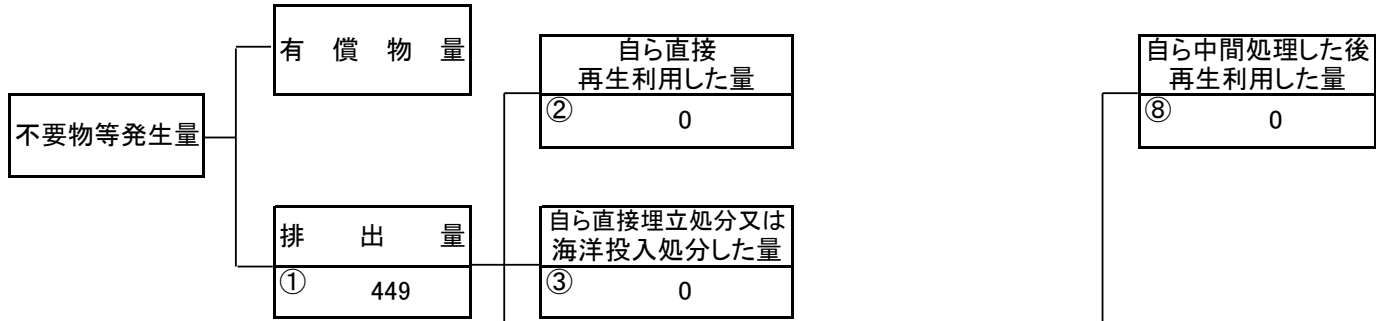 有償物量
自ら直接
再生利用した量
② 0
自ら中間処理した後
再生利用した量
⑧ 0
不要物等発生量
排出量
① 449
自ら直接埋立処分又は
海洋投入処分した量
③ 0